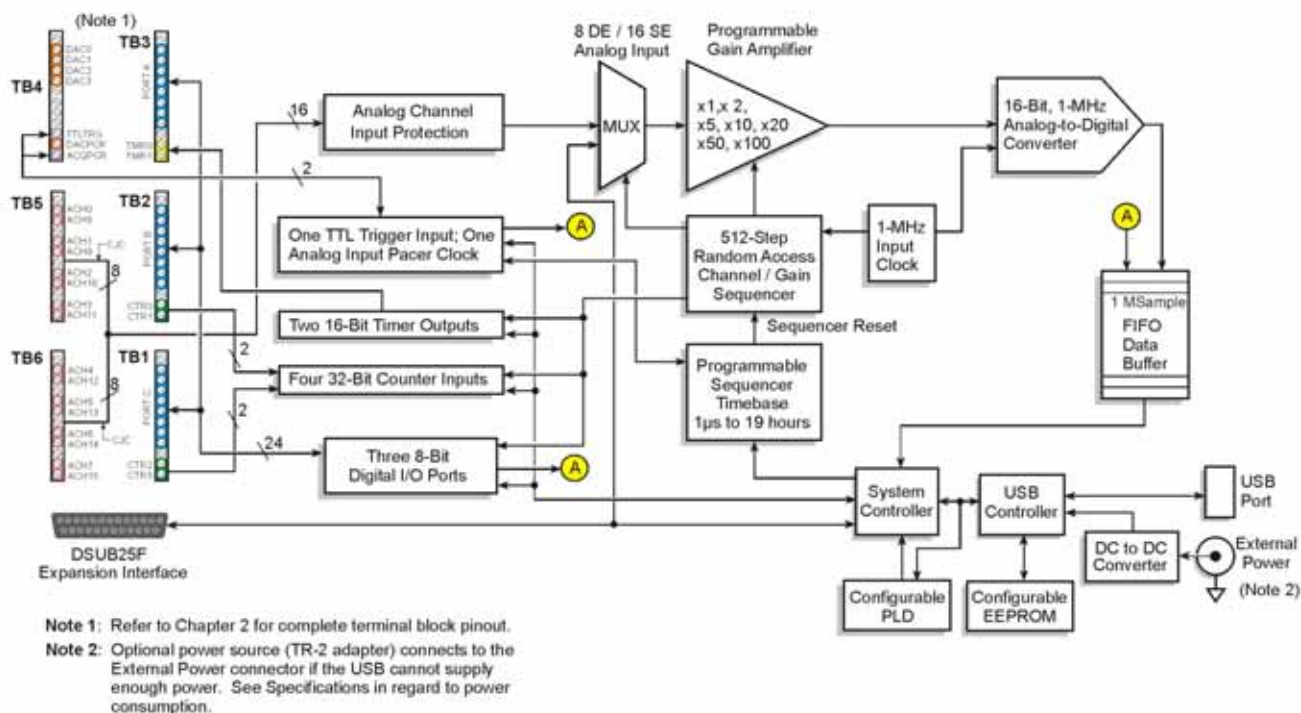 (Note 1)
TB4
DAC0
DAC1
DAC2
DAC3
TTLTRG
DACPCR
ACQPCR
TB3
PORT A
TMR0
TMR1
TB5
ACH0
ACH8
ACH1
ACH9
CJC
ACH2
ACH10
ACH3
ACH11
8
TB2
PORT B
CTR0
CTR1
TB6
ACH4
ACH12
ACH5
ACH13
CJC
ACH6
ACH14
ACH7
ACH15
8
TB1
PORT C
CTR2
CTR3
DSUB25F
Expansion Interface
16
2
2
2
24
Analog Channel
Input Protection
One TTL Trigger Input; One
Analog Input Pacer Clock
A
Two 16-Bit Timer Outputs
Four 32-Bit Counter Inputs
Three 8-Bit
Digital I/O Ports
A
8 DE / 16 SE
Analog Input
MUX
Programmable
Gain Amplifier
x1,x 2,
x5, x10, x20
x50, x100
512-Step
Random Access
Channel / Gain
Sequencer
1-MHz
Input
Clock
Sequencer Reset
Programmable
Sequencer
Timebase
1µs to 19 hours
16-Bit, 1-MHz
Analog-to-Digital
Converter
A
1 MSample
FIFO
Data
Buffer
System
Controller
USB
Controller
USB
Port
DC to DC
Converter
External
Power
(Note 2)
Configurable
PLD
Configurable
EEPROM
Note 1: Refer to Chapter 2 for complete terminal block pinout.
Note 2: Optional power source (TR-2 adapter) connects to the
External Power connector if the USB cannot supply
enough power. See Specifications in regard to power
consumption.